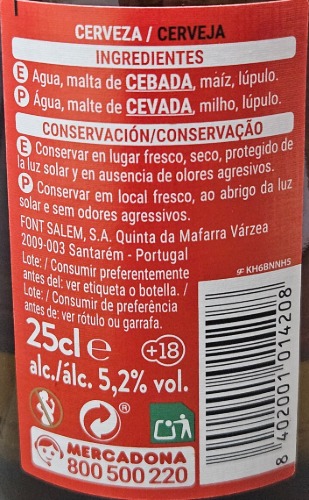 CERVEZA / CERVEJA
INGREDIENTES
E Agua, malta de CEBADA, maíz, lúpulo.
P Água, malte de CEVADA, milho, lúpulo.
CONSERVACIÓN/CONSERVAÇÃO
E Conservar en lugar fresco, seco, protegido de
la luz solar y en ausencia de olores agresivos.
P Conservar em local fresco, ao abrigo da luz
solar e sem odores agressivos.
FONT SALEM, S.A. Quinta da Mafarra Várzea
2009-003 Santarém - Portugal
Lote: / Consumir preferentemente
antes del: ver etiqueta o botella. /
Lote: / Consumir de preferência
antes de: ver rótulo ou garrafa.
KH6BNNH5
25cl e
+18
alc./álc. 5,2% vol.
®
MERCADONA
800 500 220
8 402001 014208